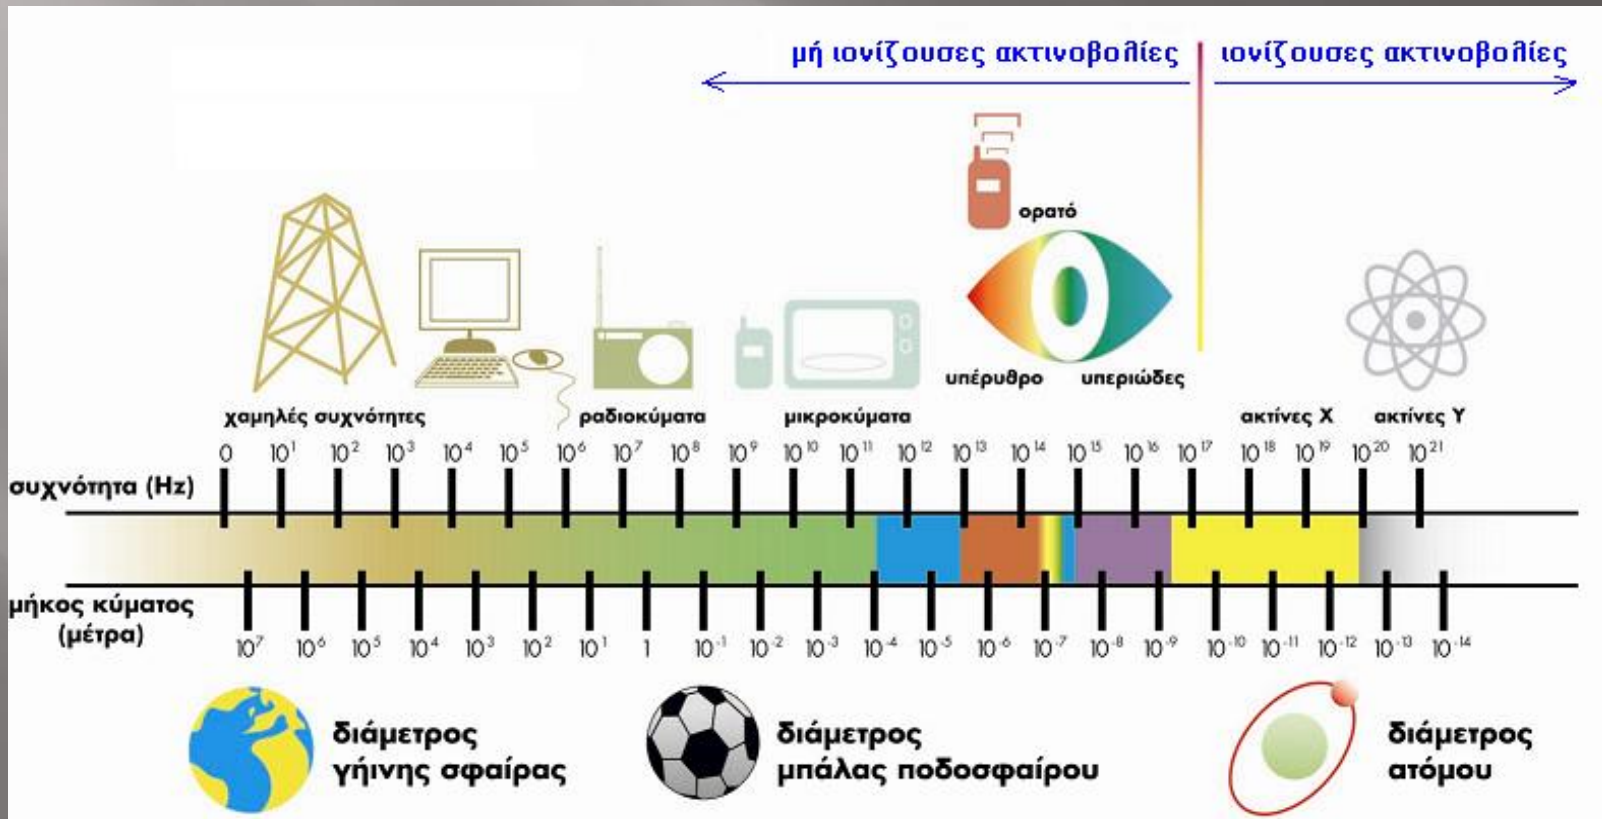 μή ιονίζουσες ακτινοβολίες ιονίζουσες ακτινοβολίες
ορατό
υπέρυθρο υπεριώδες
χαμηλές συχνότητες ραδιοκύματα μικροκύματα ακτίνες Χ ακτίνες Υ
0 10¹ 10² 10³ 10⁴ 10⁵ 10⁶ 10⁷ 10⁸ 10⁹ 10¹⁰ 10¹¹ 10¹² 10¹³ 10¹⁴ 10¹⁵ 10¹⁶ 10¹⁷ 10¹⁸ 10¹⁹ 10²⁰ 10²¹
συχνότητα (Hz)
μήκος κύματος
(μέτρα)
10⁷ 10⁶ 10⁵ 10⁴ 10³ 10² 10¹ 1 10⁻¹ 10⁻² 10⁻³ 10⁻⁴ 10⁻⁵ 10⁻⁶ 10⁻⁷ 10⁻⁸ 10⁻⁹ 10⁻¹⁰ 10⁻¹¹ 10⁻¹² 10⁻¹³ 10⁻¹⁴
διάμετρος
γήινης σφαίρας
διάμετρος
μπάλας ποδοσφαίρου
διάμετρος
ατόμου